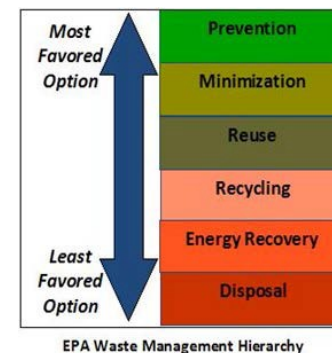 Most
Favored
Option
Prevention
Minimization
Reuse
Recycling
Energy Recovery
Disposal
Least
Favored
Option
EPA Waste Management Hierarchy